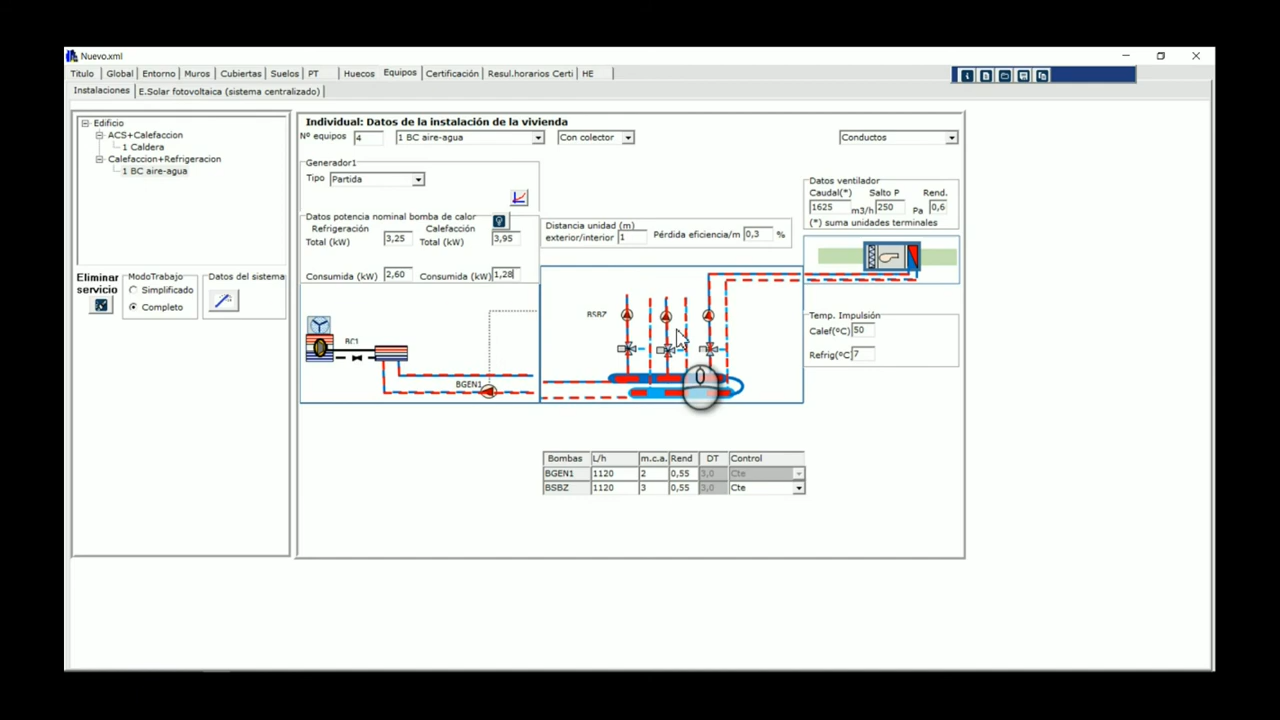 Nuevo.xml
Titulo Global Entorno Muros Cubiertas Suelos PT Huecos Equipos Certificación Resul.horarios Certi HE
Instalaciones E.Solar fotovoltaica (sistema centralizado)
Edificio
ACS+Calefaccion
1 Caldera
Calefaccion+Refrigeracion
1 BC aire-agua
Eliminar servicio
ModoTrabajo
Simplificado
Completo
Datos del sistema
Individual: Datos de la instalación de la vivienda
Nº equipos 4 1 BC aire-agua Con colector Conductos
Generador1
Tipo Partida
Datos potencia nominal bomba de calor
Refrigeración Calefacción
Total (kW) 3,25 Total (kW) 3,95
Consumida (kW) 2,60 Consumida (kW) 1,28
Distancia unidad (m)
exterior/interior 1 Pérdida eficiencia/m 0,3 %
Datos ventilador
Caudal(*) Salto P Rend.
1625 m3/h 250 Pa 0,6
(*) suma unidades terminales
BC1
BGEN1
BSBZ
0
Temp. Impulsión
Calef(ºC) 50
Refrig(ºC) 7
Bombas L/h m.c.a. Rend DT Control
BGEN1 1120 2 0,55 3,0 Cte
BSBZ 1120 3 0,55 3,0 Cte